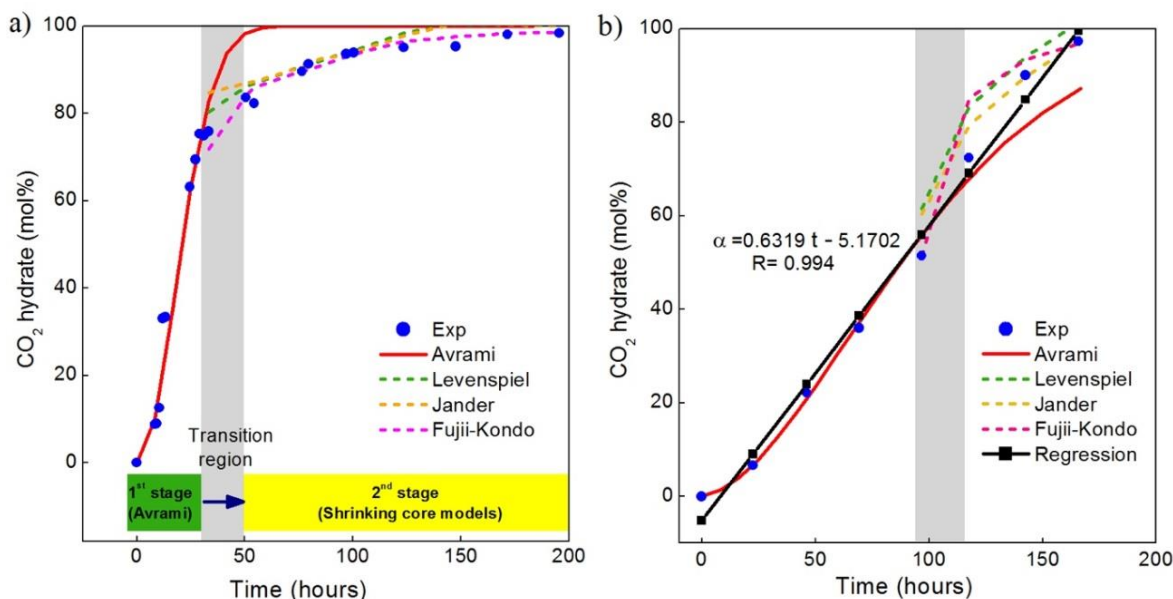 a)
CO₂ hydrate (mol%)
100
80
60
40
20
0
Exp
Avrami
Levenspiel
Jander
Fujii-Kondo
Transition
region
1st stage
(Avrami)
2nd stage
(Shrinking core models)
0 50 100 150 200
Time (hours)
b)
CO₂ hydrate (mol%)
100
80
60
40
20
0
α =0.6319 t - 5.1702
R= 0.994
Exp
Avrami
Levenspiel
Jander
Fujii-Kondo
Regression
0 50 100 150 200
Time (hours)